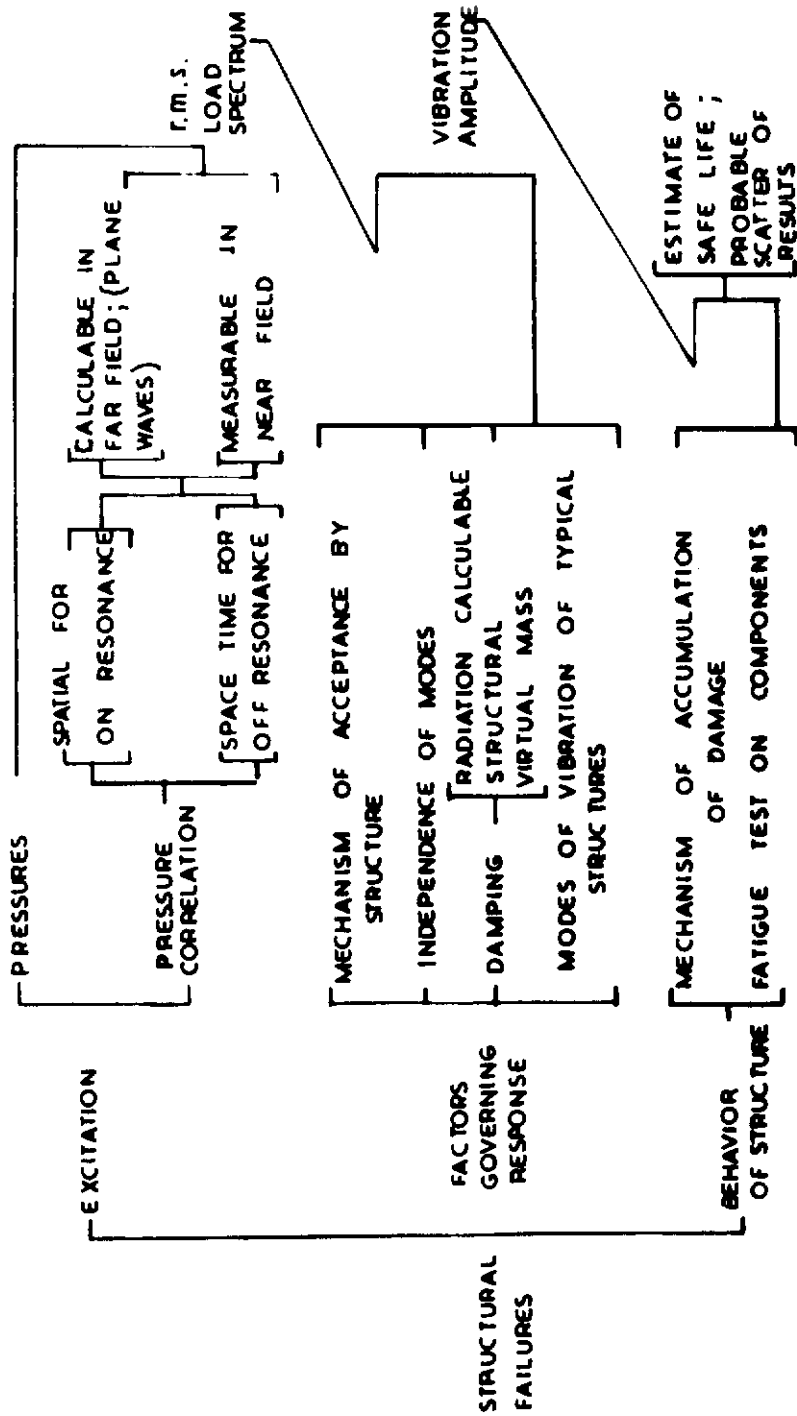 STRUCTURAL
FAILURES
EXCITATION
PRESSURES
PRESSURE
CORRELATION
SPATIAL FOR
ON RESONANCE
SPACE TIME FOR
OFF RESONANCE
CALCULABLE IN
FAR FIELD; (PLANE
WAVES)
MEASURABLE IN
NEAR FIELD
r.m.s.
LOAD
SPECTRUM
FACTORS
GOVERNING
RESPONSE
MECHANISM OF ACCEPTANCE BY
STRUCTURE
INDEPENDENCE OF MODES
DAMPING
RADIATION CALCULABLE
STRUCTURAL
VIRTUAL MASS
MODES OF VIBRATION OF TYPICAL
STRUCTURES
VIBRATION
AMPLITUDE
BEHAVIOR
OF STRUCTURE
MECHANISM OF ACCUMULATION
OF DAMAGE
FATIGUE TEST ON COMPONENTS
ESTIMATE OF
SAFE LIFE;
PROBABLE
SCATTER OF
RESULTS